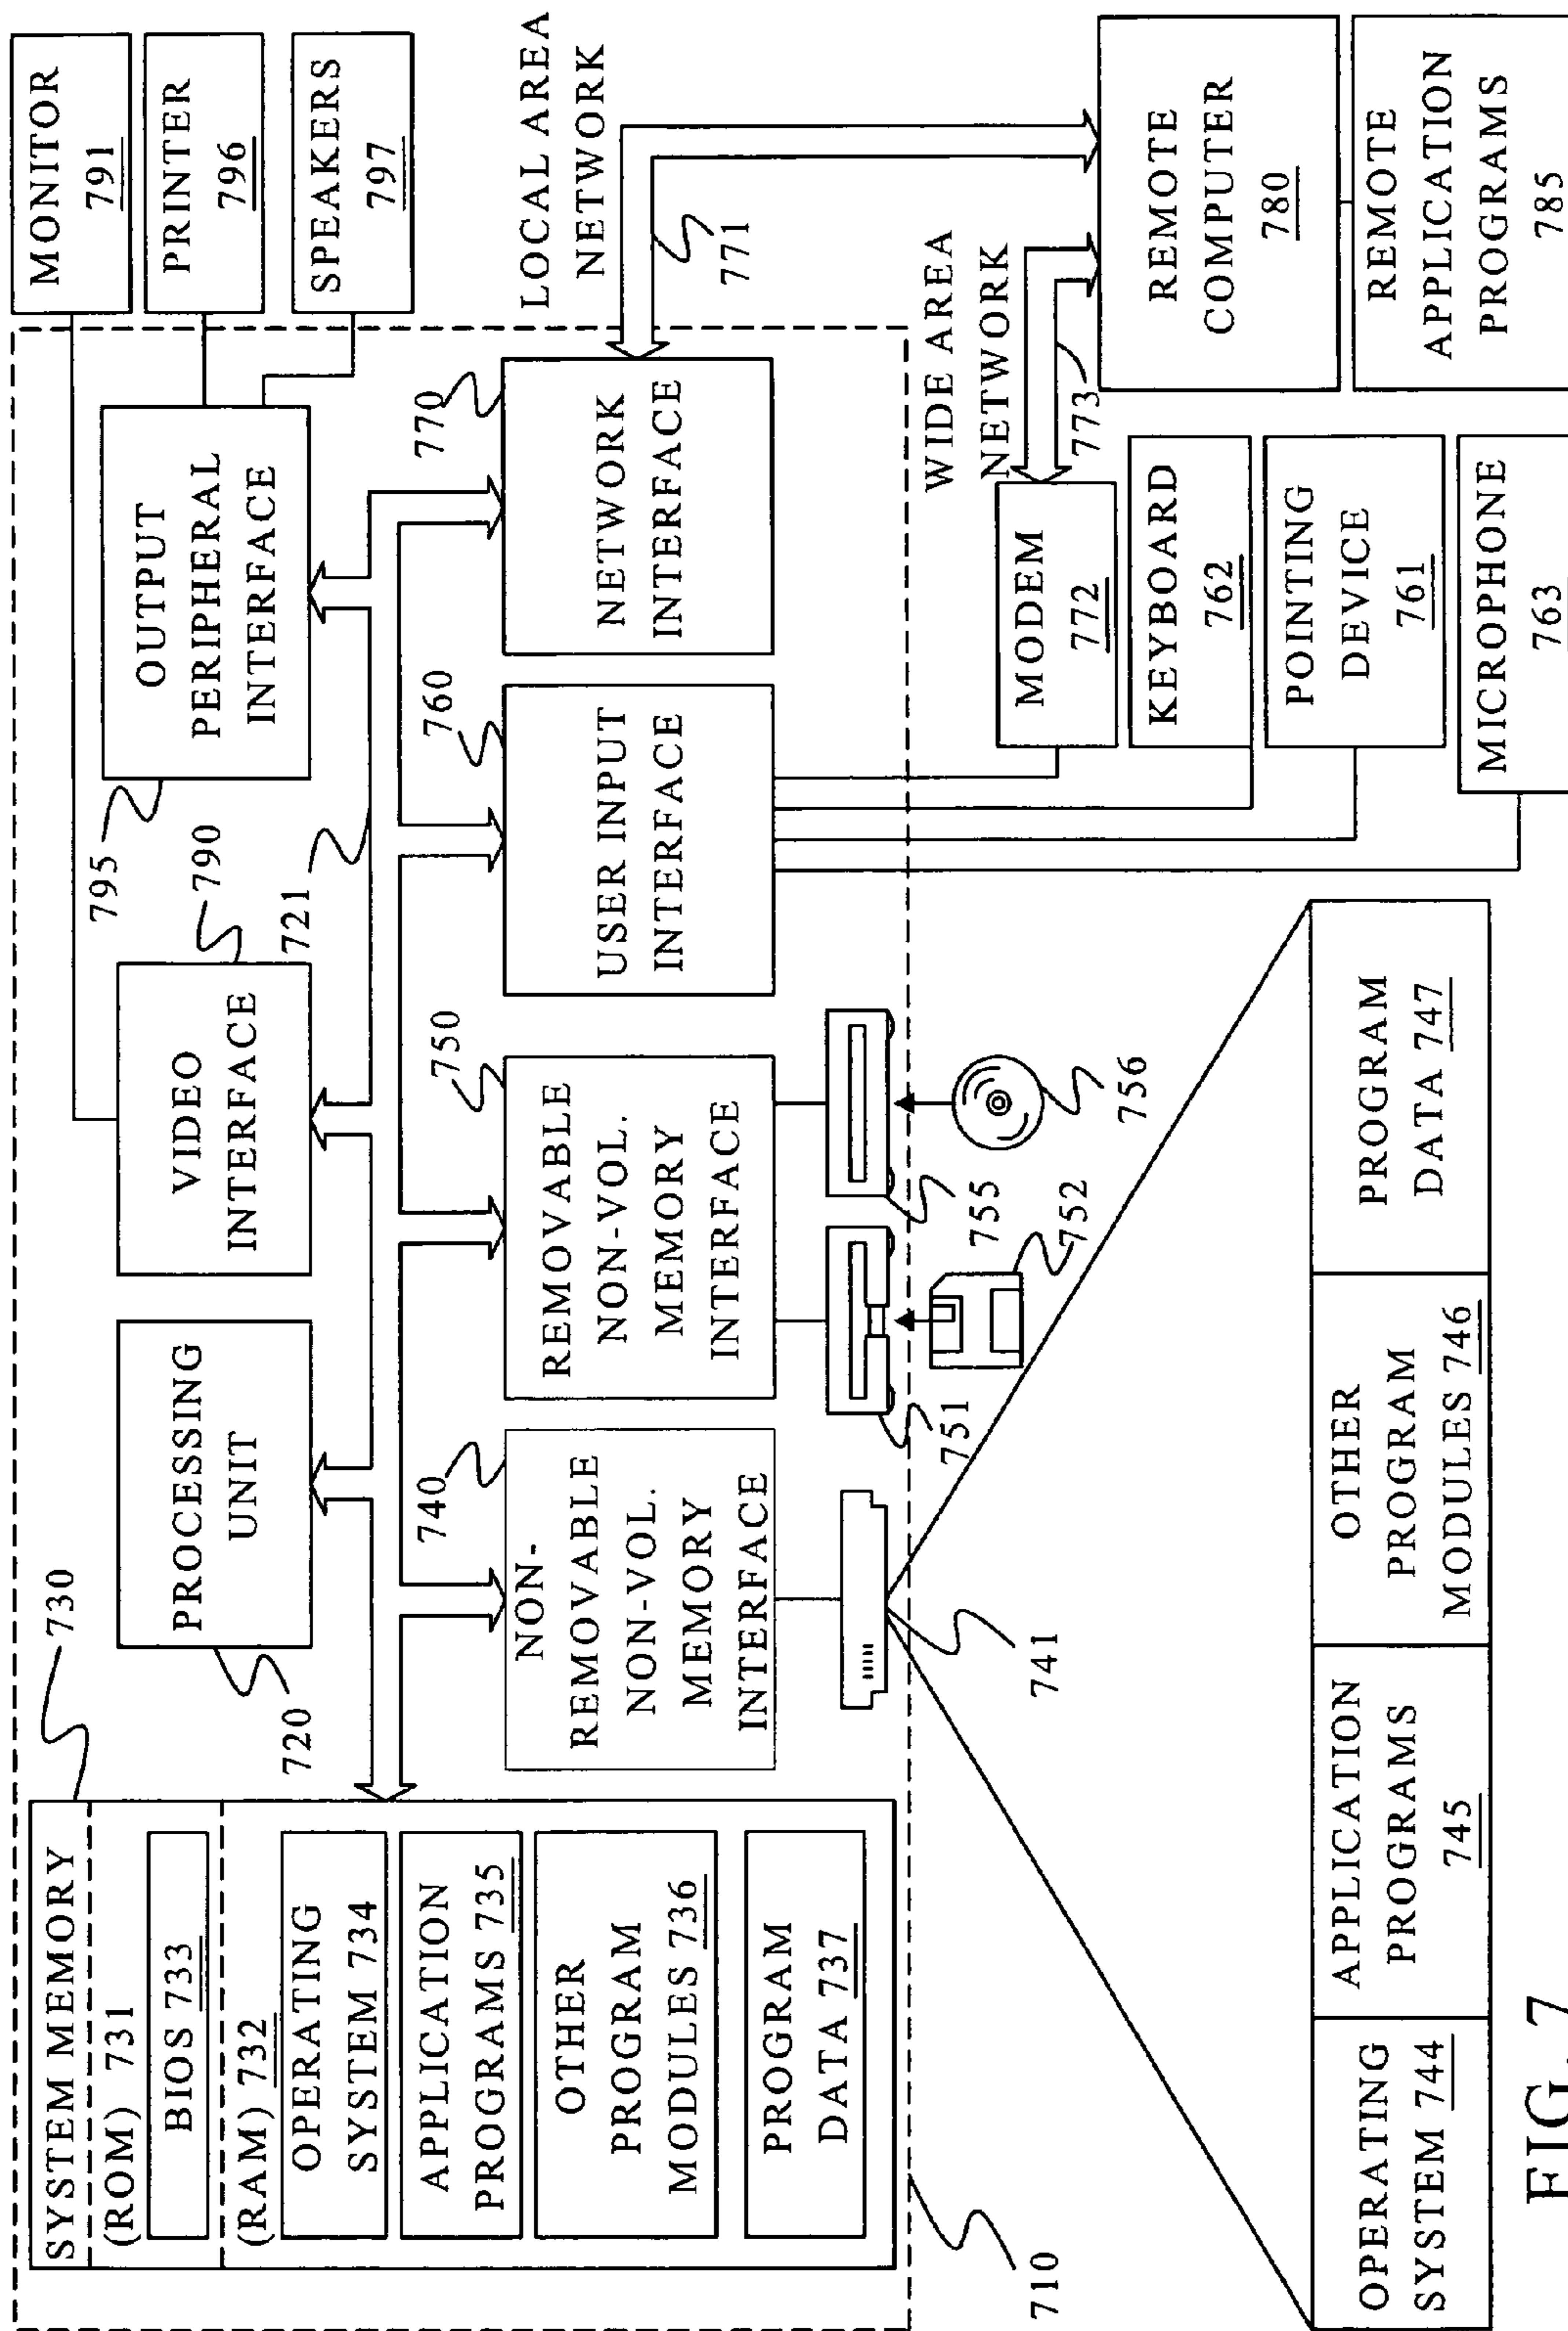 SYSTEM MEMORY
(ROM) 731
BIOS 733
(RAM) 732
OPERATING
SYSTEM 734
APPLICATION
PROGRAMS 735
OTHER
PROGRAM
MODULES 736
PROGRAM
DATA 737
730
PROCESSING
UNIT
720
VIDEO
INTERFACE
790
721
OUTPUT
PERIPHERAL
INTERFACE
795
MONITOR
791
PRINTER
796
SPEAKERS
797
NON-
REMOVABLE
NON-VOL.
MEMORY
INTERFACE
740
REMOVABLE
NON-VOL.
MEMORY
INTERFACE
750
USER INPUT
INTERFACE
760
NETWORK
INTERFACE
770
LOCAL AREA
NETWORK
771
WIDE AREA
NETWORK
773
741
751
752
755
756
710
MODEM
772
KEYBOARD
762
POINTING
DEVICE
761
MICROPHONE
763
REMOTE
COMPUTER
780
REMOTE
APPLICATION
PROGRAMS
785
OPERATING
SYSTEM 744
APPLICATION
PROGRAMS
745
OTHER
PROGRAM
MODULES 746
PROGRAM
DATA 747
FIG. 7